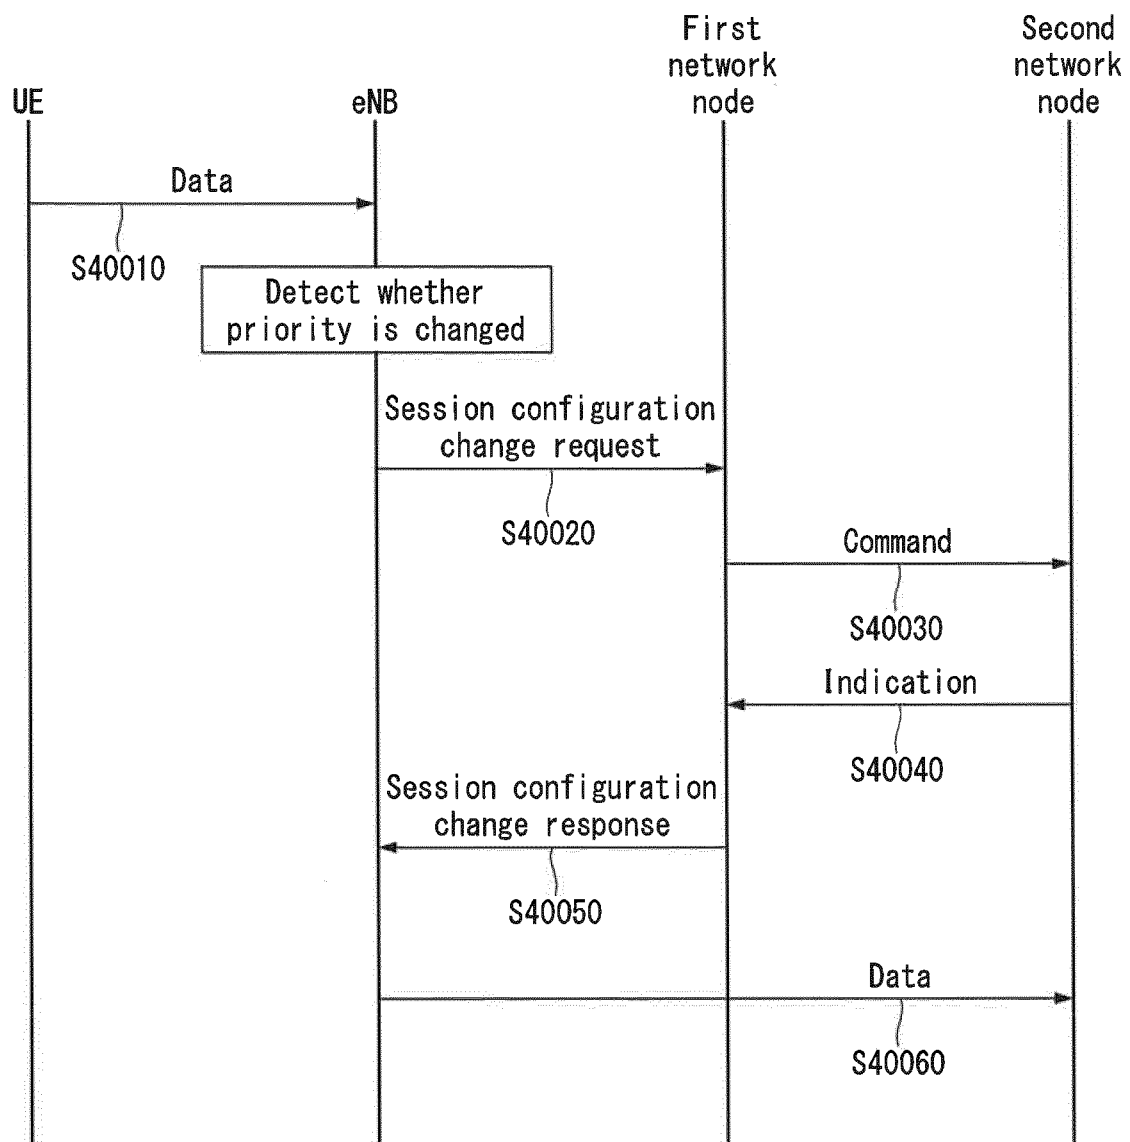 First
network
node
Second
network
node
UE
eNB
Data
S40010
Detect whether
priority is changed
Session configuration
change request
S40020
Command
S40030
Indication
S40040
Session configuration
change response
S40050
Data
S40060